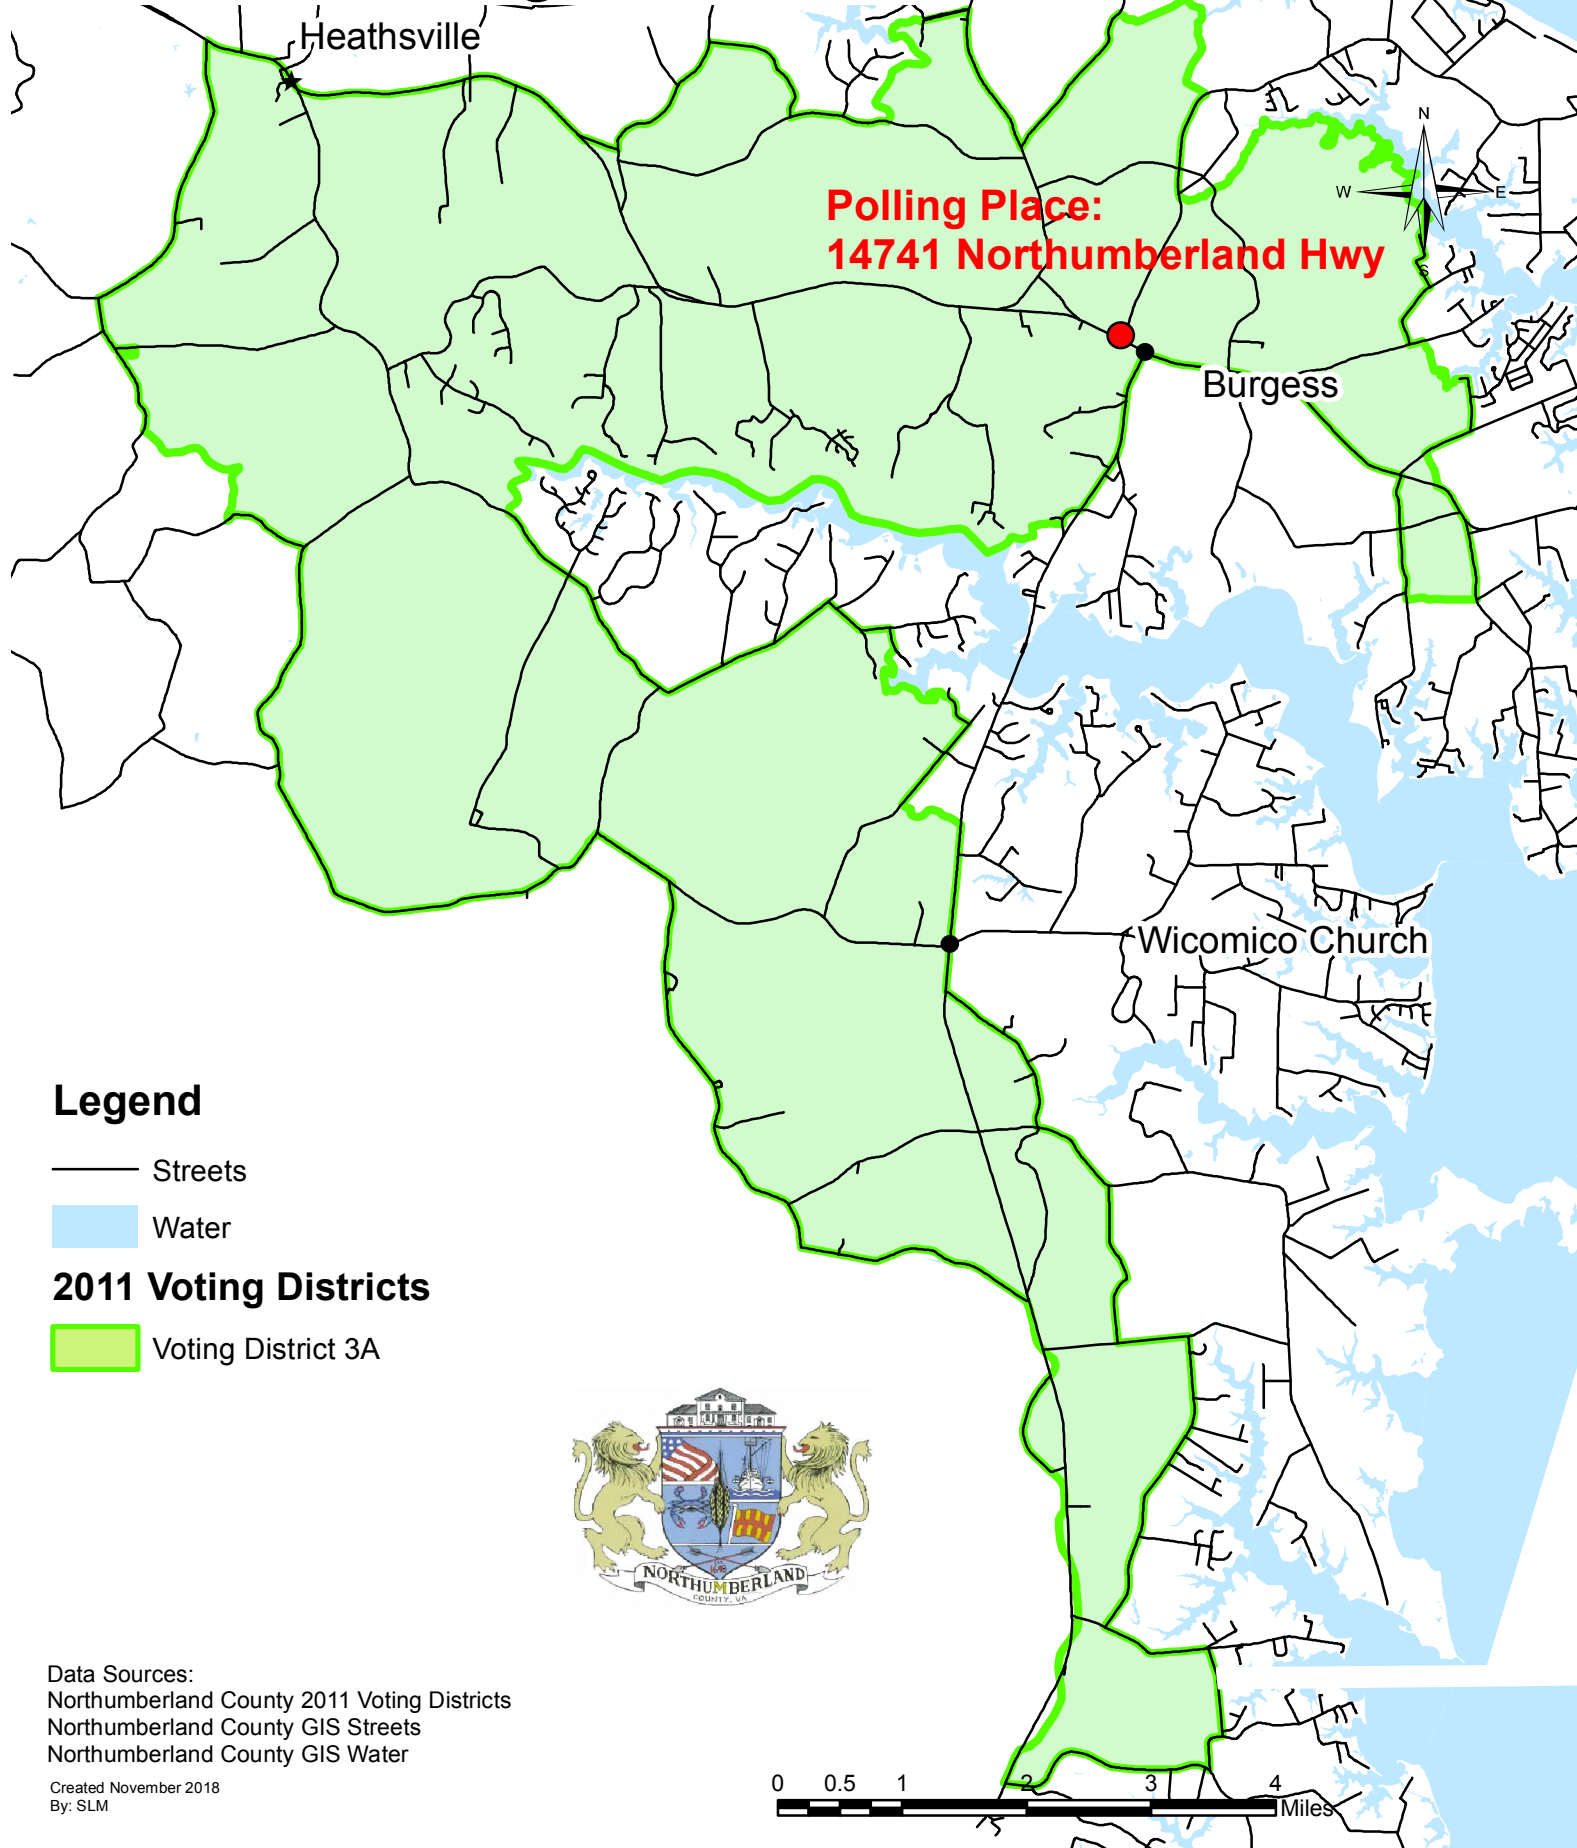 Heathsville
N
W
E
S
Polling Place:
14741 Northumberland Hwy
Burgess
Wicomico Church
Legend
Streets
Water
2011 Voting Districts
Voting District 3A
1648
NORTHUMBERLAND
COUNTY, VA
Data Sources:
Northumberland County 2011 Voting Districts
Northumberland County GIS Streets
Northumberland County GIS Water
Created November 2018
By: SLM
0 0.5 1 2 3 4
Miles